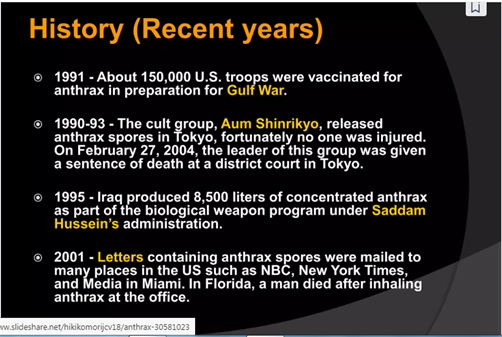 History (Recent years)
1991 - About 150,000 U.S. troops were vaccinated for
anthrax in preparation for Gulf War.
1990-93 - The cult group, Aum Shinrikyo, released
anthrax spores in Tokyo, fortunately no one was injured.
On February 27, 2004, the leader of this group was given
a sentence of death at a district court in Tokyo.
1995 - Iraq produced 8,500 liters of concentrated anthrax
as part of the biological weapon program under Saddam
Hussein's administration.
2001 - Letters containing anthrax spores were mailed to
many places in the US such as NBC, New York Times,
and Media in Miami. In Florida, a man died after inhaling
anthrax at the office.
ww.slideshare.net/hikikomorijcv18/anthrax-30581023